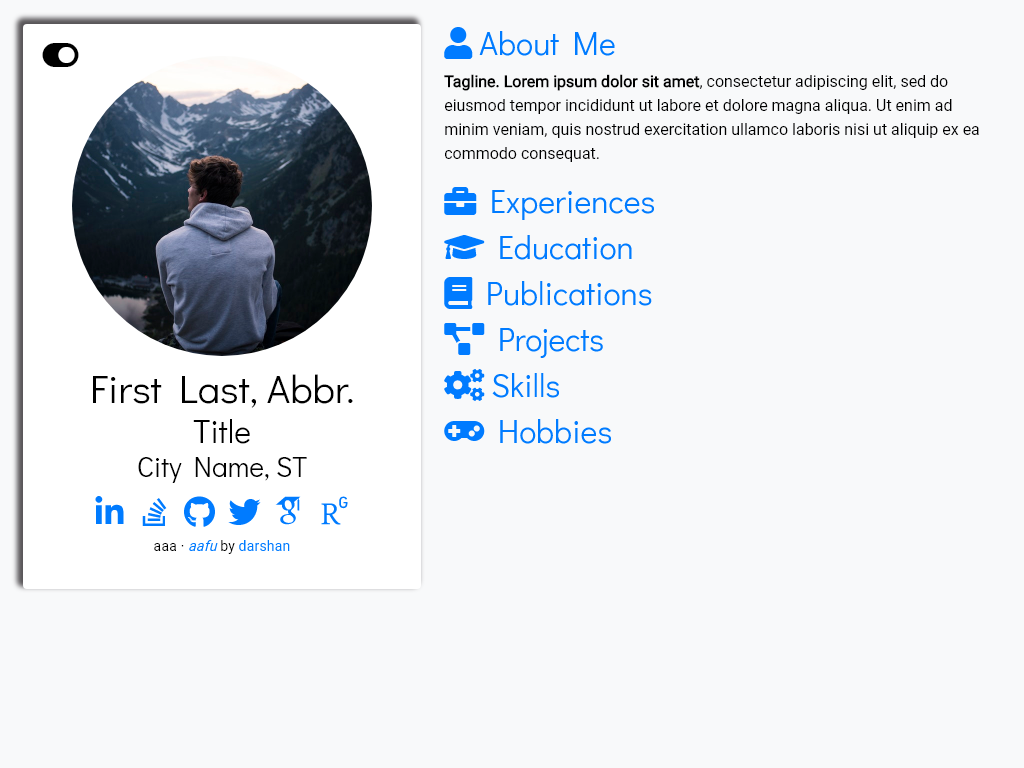 First Last, Abbr.
Title
City Name, ST
aaa · aafu by darshan
About Me
Tagline. Lorem ipsum dolor sit amet, consectetur adipiscing elit, sed do
eiusmod tempor incididunt ut labore et dolore magna aliqua. Ut enim ad
minim veniam, quis nostrud exercitation ullamco laboris nisi ut aliquip ex ea
commodo consequat.
Experiences
Education
Publications
Projects
Skills
Hobbies